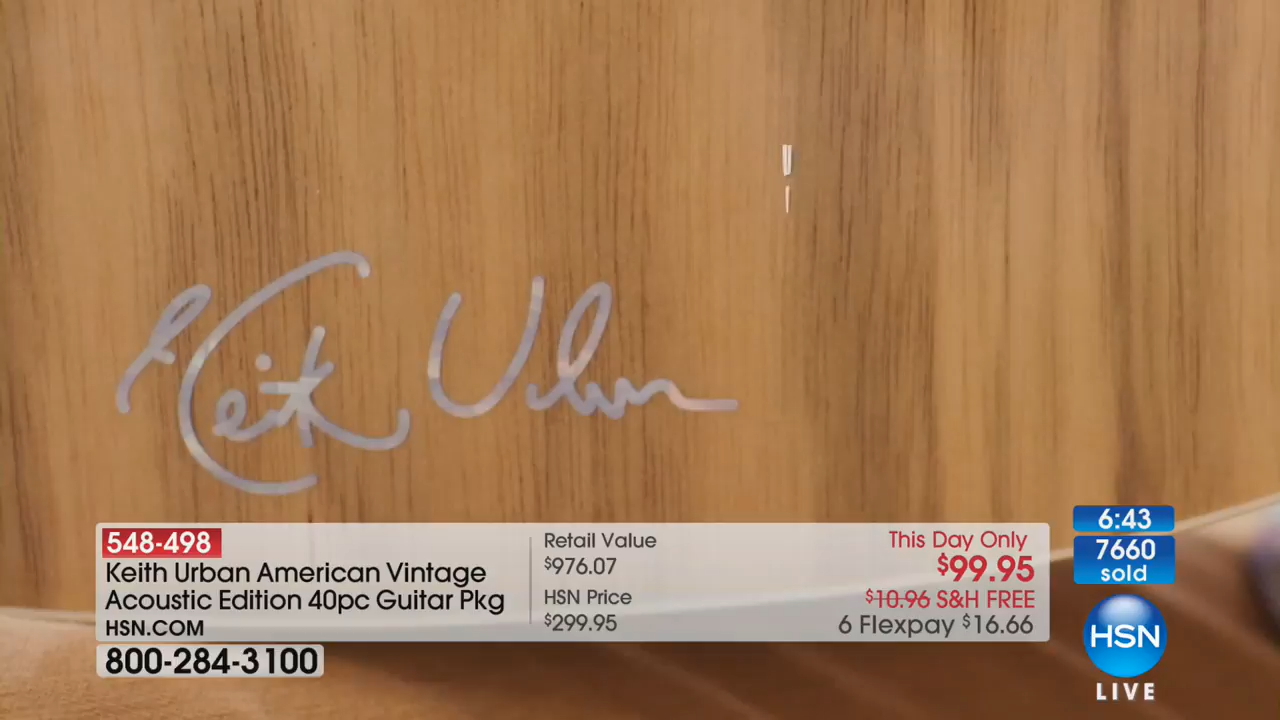 Keith Urban
548-498
Keith Urban American Vintage
Acoustic Edition 40pc Guitar Pkg
HSN.COM
800-284-3100
Retail Value
$976.07
HSN Price
$299.95
This Day Only
$99.95
$10.96 S&H FREE
6 Flexpay $16.66
6:43
7660
sold
HSN
LIVE